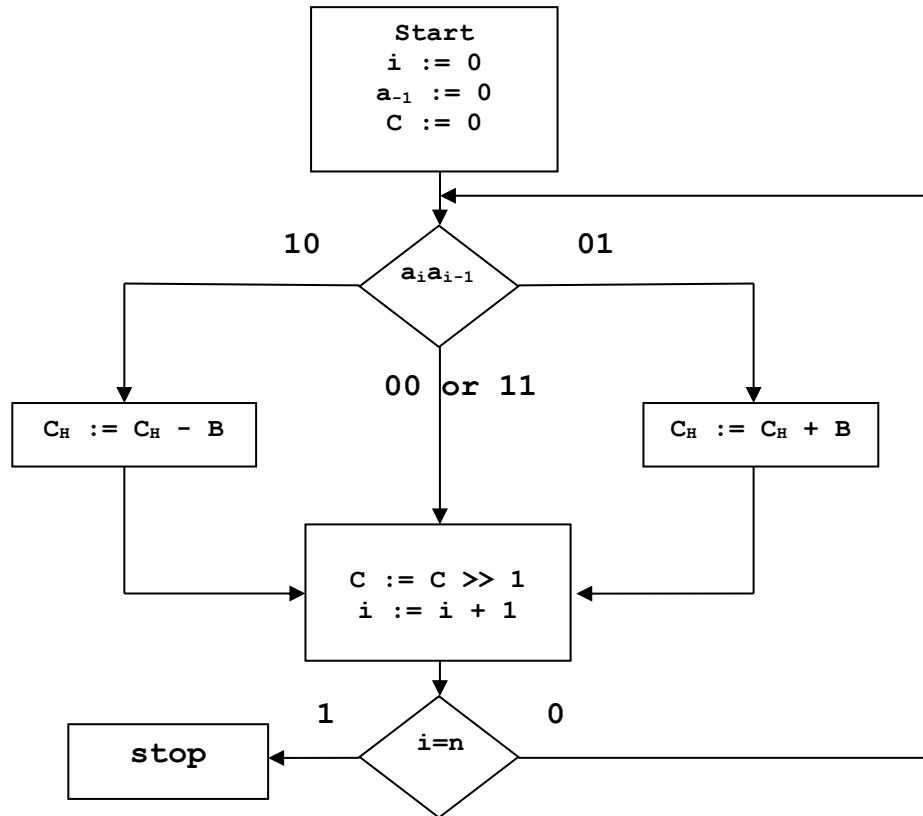 Start
i := 0
a₋₁ := 0
C := 0
10
01
aᵢaᵢ₋₁
00 or 11
C_H := C_H - B
C_H := C_H + B
C := C >> 1
i := i + 1
1
0
i=n
stop